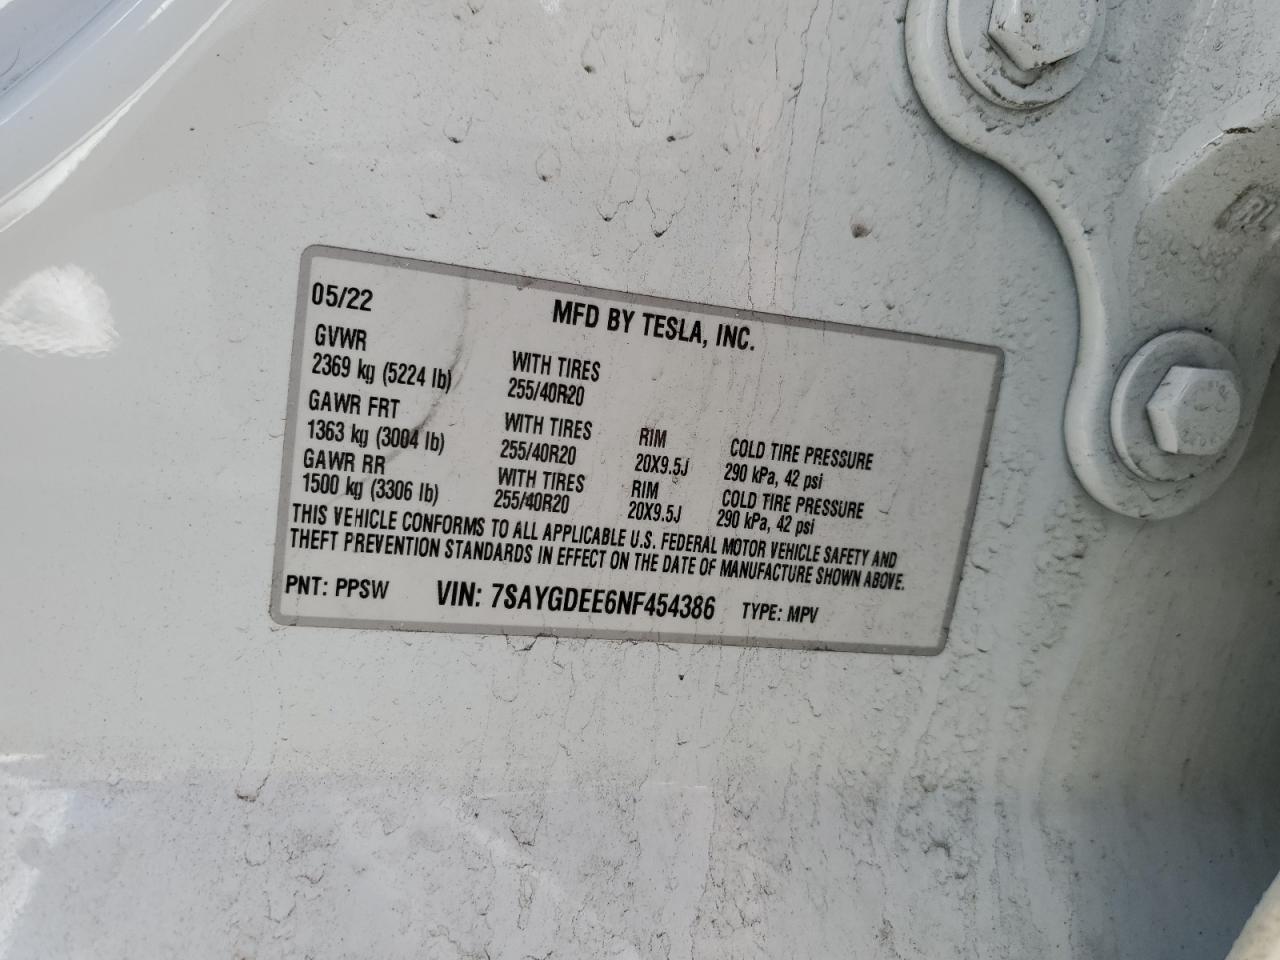 05/22 MFD BY TESLA, INC.
GVWR WITH TIRES
2369 kg (5224 lb) 255/40R20
GAWR FRT WITH TIRES RIM COLD TIRE PRESSURE
1363 kg (3004 lb) 255/40R20 20X9.5J 290 kPa, 42 psi
GAWR RR WITH TIRES RIM COLD TIRE PRESSURE
1500 kg (3306 lb) 255/40R20 20X9.5J 290 kPa, 42 psi
THIS VEHICLE CONFORMS TO ALL APPLICABLE U.S. FEDERAL MOTOR VEHICLE SAFETY AND
THEFT PREVENTION STANDARDS IN EFFECT ON THE DATE OF MANUFACTURE SHOWN ABOVE.
PNT: PPSW VIN: 7SAYGDEE6NF454386 TYPE: MPV